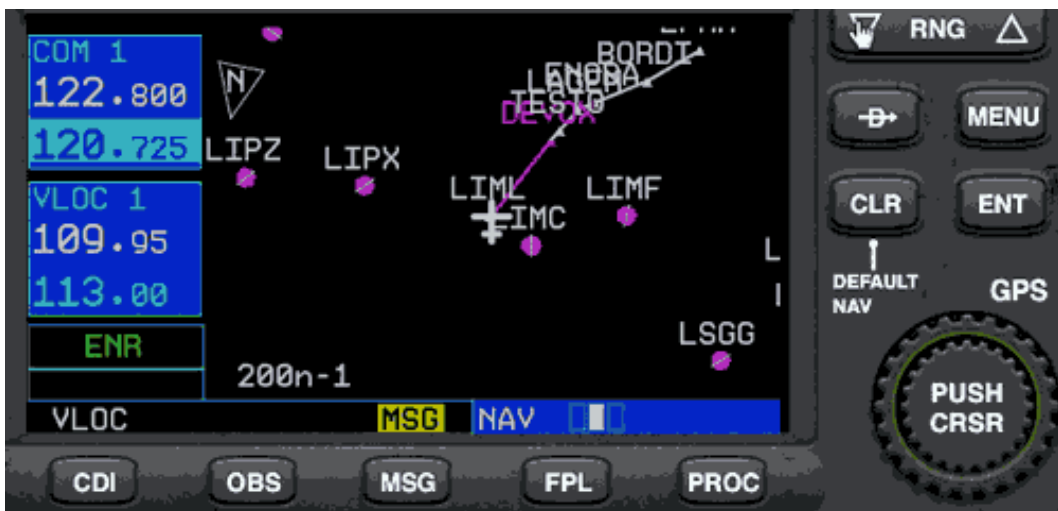 COM 1
122.800
120.725
VLOC 1
109.95
113.00
ENR
VLOC
MSG
NAV
N
BORDI
ENOBA
TESTO
DEVOX
LIPZ
LIPX
LIML
IMC
LIMF
L
I
LSGG
200n-1
RNG
MENU
CLR
ENT
DEFAULT
NAV
GPS
PUSH
CRSR
CDI
OBS
MSG
FPL
PROC